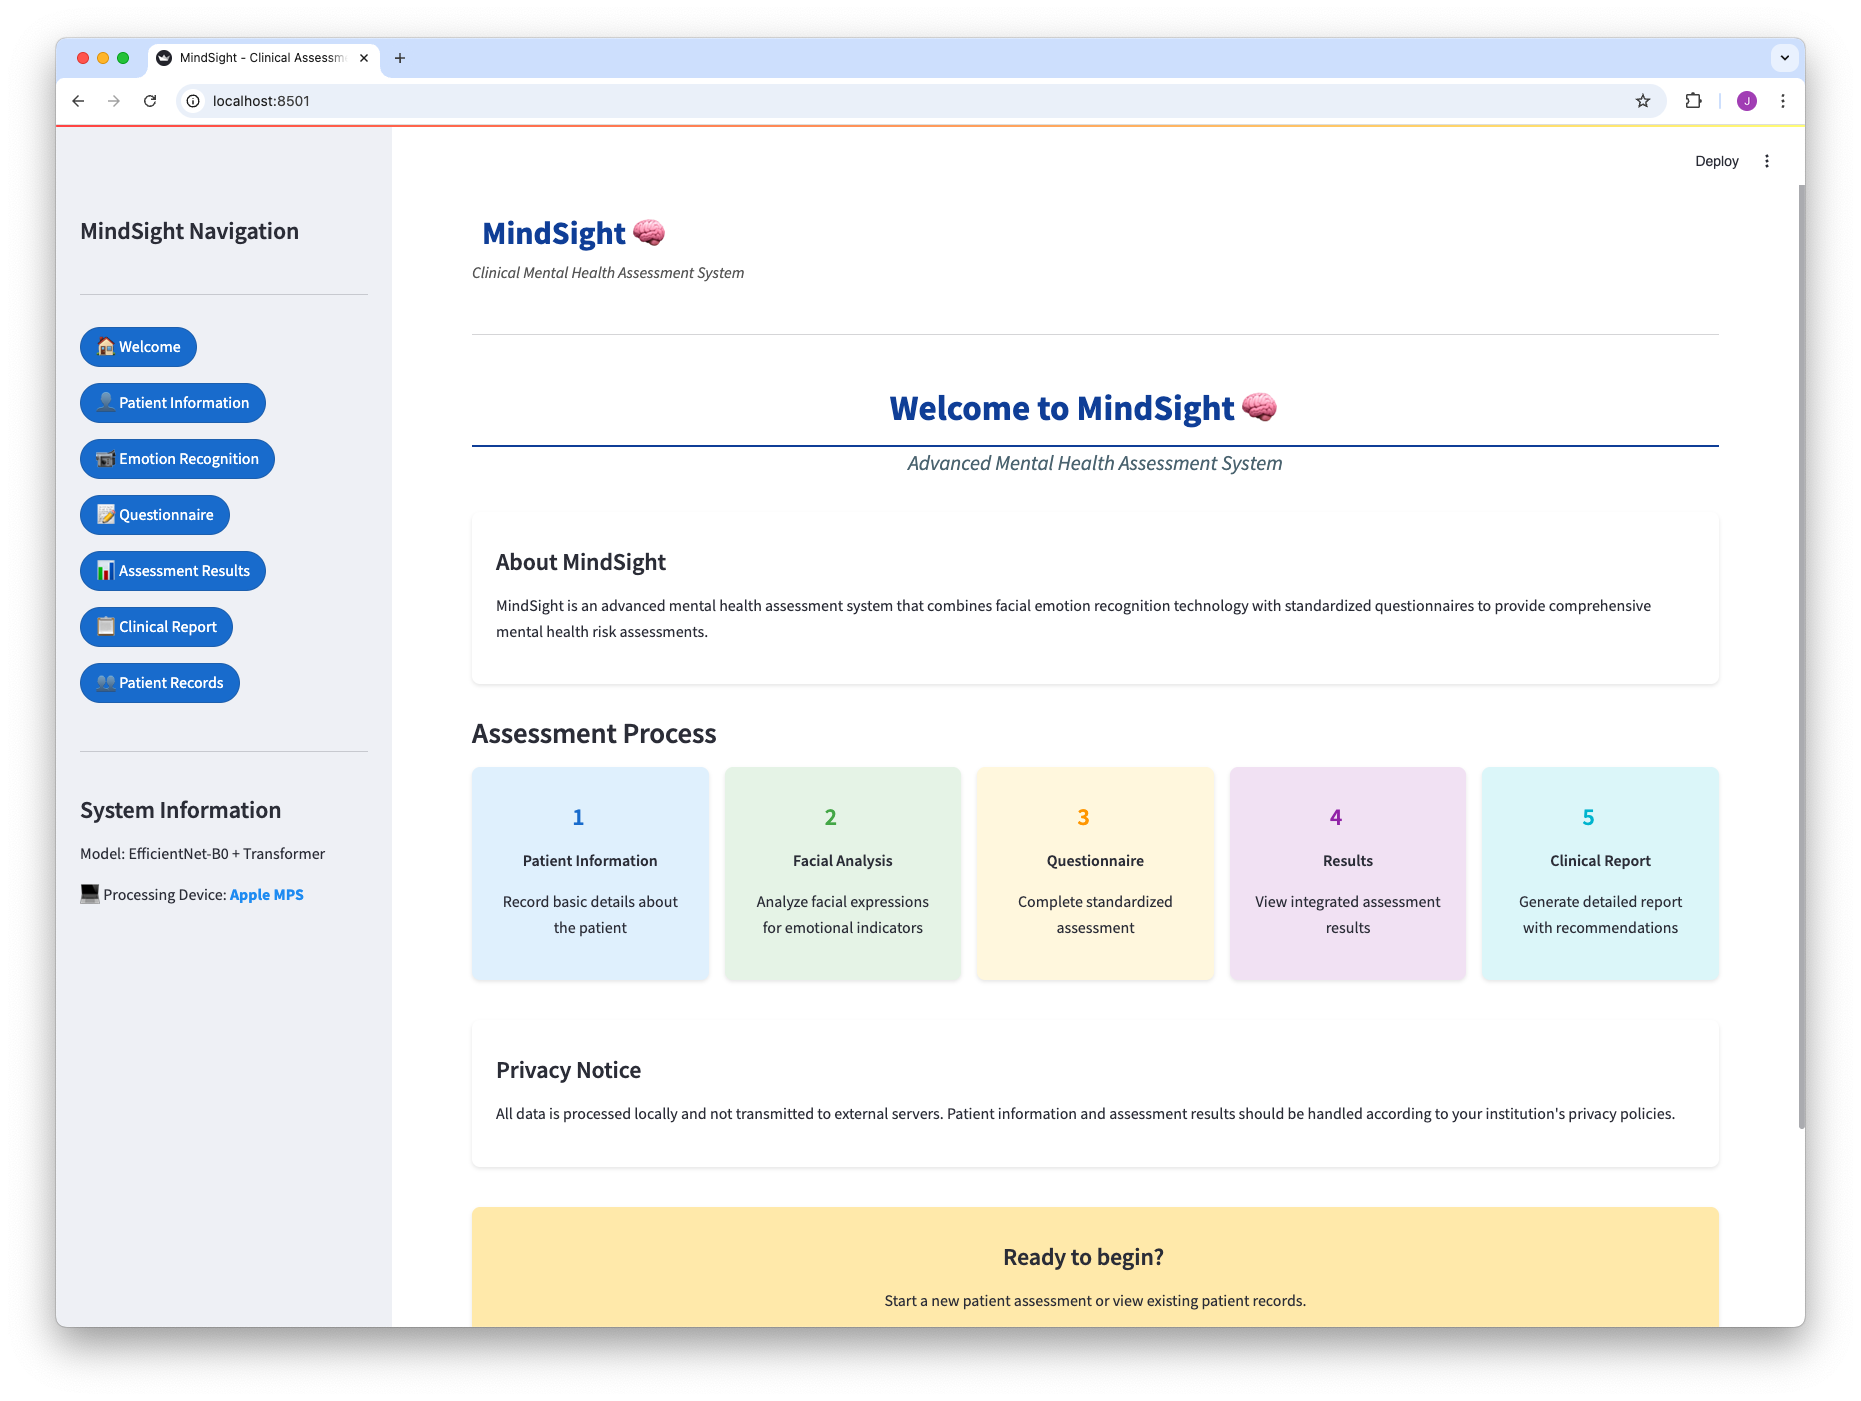 MindSight - Clinical Assessm
localhost:8501
J
Deploy
MindSight Navigation
Welcome
Patient Information
Emotion Recognition
Questionnaire
Assessment Results
Clinical Report
Patient Records
System Information
Model: EfficientNet-B0 + Transformer
Processing Device: Apple MPS
MindSight
Clinical Mental Health Assessment System
Welcome to MindSight
Advanced Mental Health Assessment System
About MindSight
MindSight is an advanced mental health assessment system that combines facial emotion recognition technology with standardized questionnaires to provide comprehensive
mental health risk assessments.
Assessment Process
1
Patient Information
Record basic details about
the patient
2
Facial Analysis
Analyze facial expressions
for emotional indicators
3
Questionnaire
Complete standardized
assessment
4
Results
View integrated assessment
results
5
Clinical Report
Generate detailed report
with recommendations
Privacy Notice
All data is processed locally and not transmitted to external servers. Patient information and assessment results should be handled according to your institution's privacy policies.
Ready to begin?
Start a new patient assessment or view existing patient records.